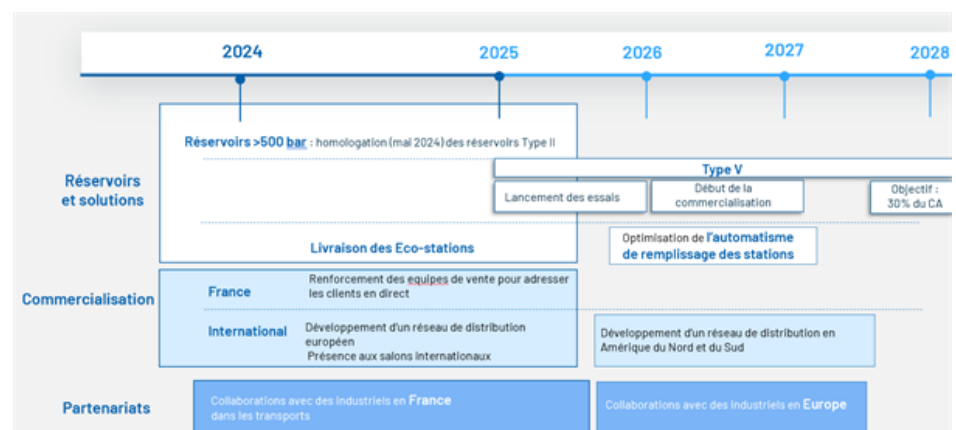 2024
2025
2026
2027
2028
Réservoirs
et solutions
Réservoirs >500 bar : homologation (mai 2024) des réservoirs Type II
Type V
Lancement des essais
Début de la
commercialisation
Objectif :
30% du CA
Livraison des Eco-stations
Optimisation de l'automatisme
de remplissage des stations
Commercialisation
France
Renforcement des equipes de vente pour adresser
les clients en direct
International
Développement d'un réseau de distribution
européen
Présence aux salons internationaux
Développement d'un réseau de distribution en
Amérique du Nord et du Sud
Partenariats
Collaborations avec des industriels en France
dans les transports
Collaborations avec des industriels en Europe